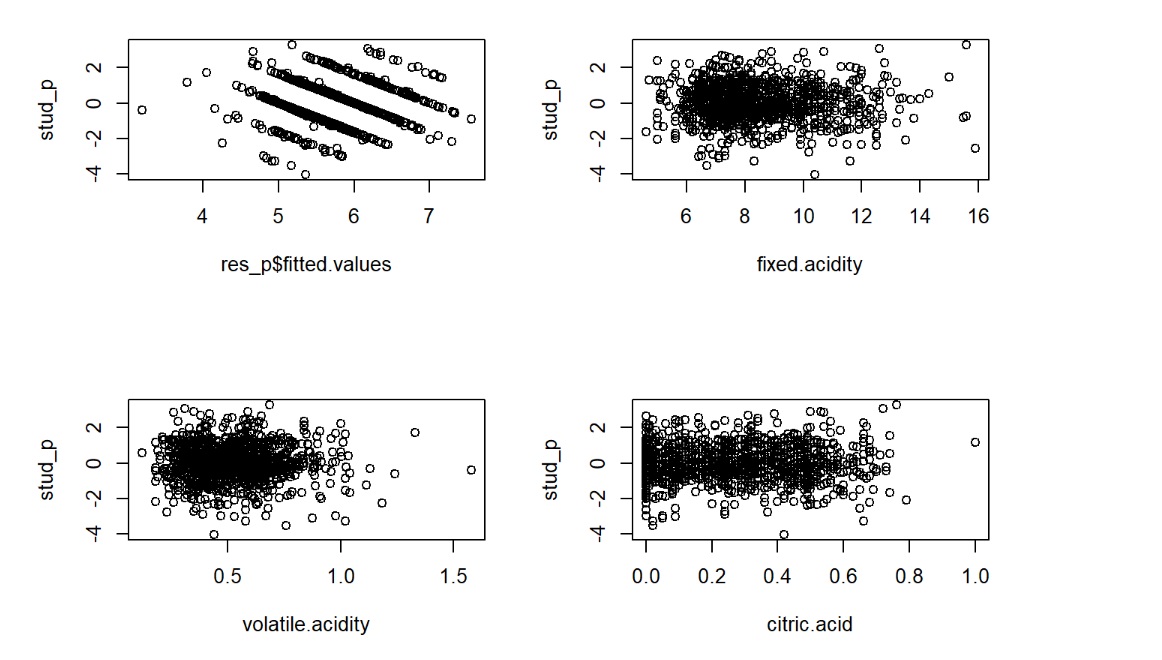 stud_p
2
0
-2
-4
4 5 6 7
res_p$fitted.values
stud_p
2
0
-2
-4
6 8 10 12 14 16
fixed.acidity
stud_p
2
0
-2
-4
0.5 1.0 1.5
volatile.acidity
stud_p
2
0
-2
-4
0.0 0.2 0.4 0.6 0.8 1.0
citric.acid